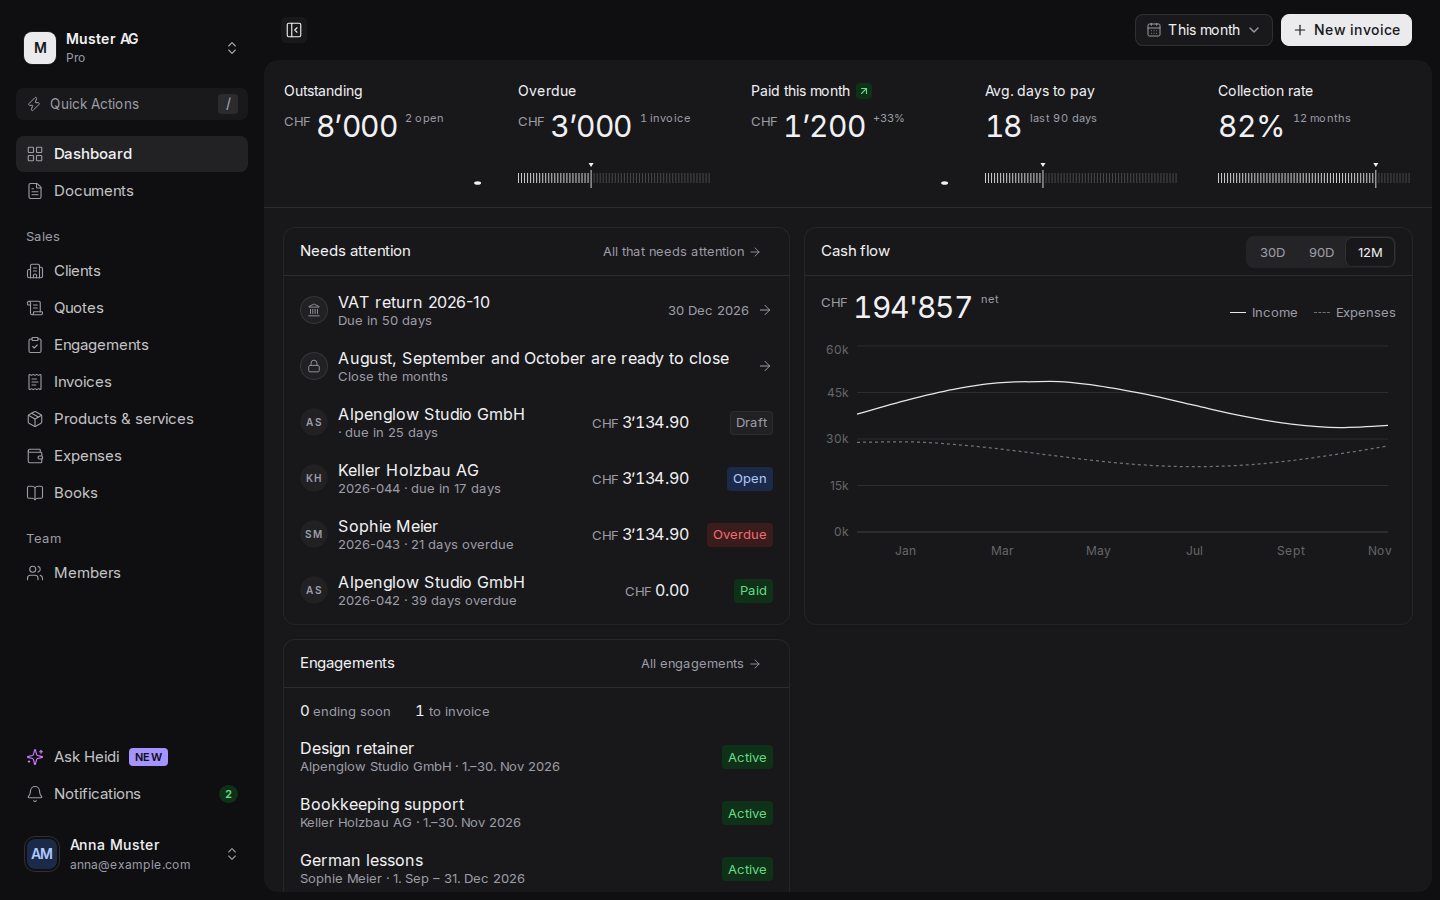 M
Muster AG
Pro
Quick Actions
/
Dashboard
Documents
Sales
Clients
Quotes
Engagements
Invoices
Products & services
Expenses
Books
Team
Members
Ask Heidi NEW
Notifications 2
AM
Anna Muster
anna@example.com
This month
New invoice
Outstanding
CHF 8’000 2 open
Overdue
CHF 3’000 1 invoice
Paid this month
CHF 1’200 +33%
Avg. days to pay
18 last 90 days
Collection rate
82% 12 months
Needs attention
All that needs attention →
VAT return 2026-10
Due in 50 days
30 Dec 2026 →
August, September and October are ready to close
Close the months
→
AS
Alpenglow Studio GmbH
· due in 25 days
CHF 3’134.90
Draft
KH
Keller Holzbau AG
2026-044 · due in 17 days
CHF 3’134.90
Open
SM
Sophie Meier
2026-043 · 21 days overdue
CHF 3’134.90
Overdue
AS
Alpenglow Studio GmbH
2026-042 · 39 days overdue
CHF 0.00
Paid
Cash flow
30D 90D 12M
CHF 194'857 net
Income Expenses
60k
45k
30k
15k
0k
Jan Mar May Jul Sept Nov
Engagements
All engagements →
0 ending soon 1 to invoice
Design retainer
Alpenglow Studio GmbH · 1.–30. Nov 2026
Active
Bookkeeping support
Keller Holzbau AG · 1.–30. Nov 2026
Active
German lessons
Sophie Meier · 1. Sep – 31. Dec 2026
Active